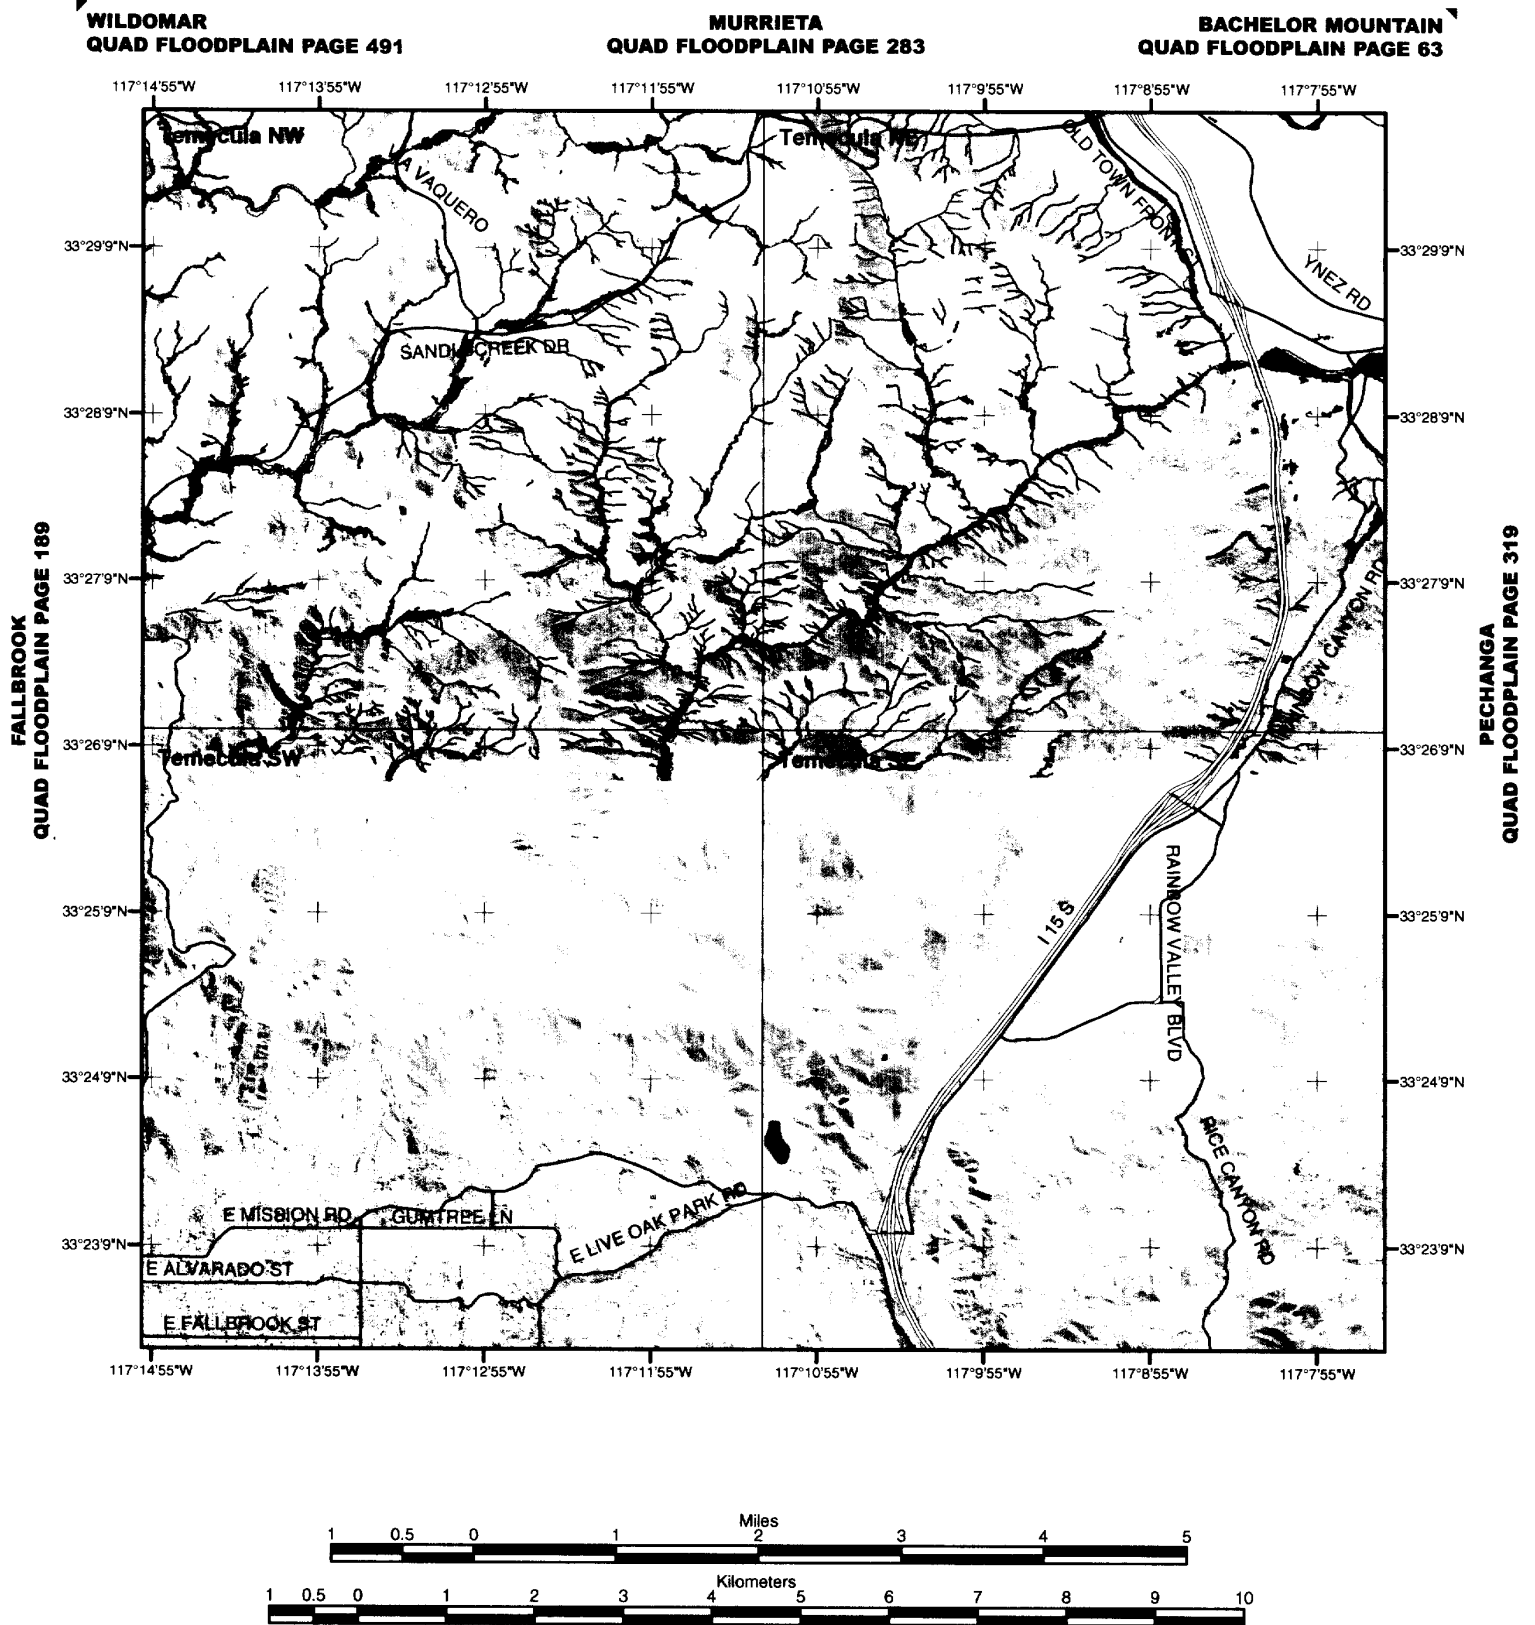 WILDOMAR
QUAD FLOODPLAIN PAGE 491
MURRIETA
QUAD FLOODPLAIN PAGE 283
BACHELOR MOUNTAIN
QUAD FLOODPLAIN PAGE 63
117°14'55"W 117°13'55"W 117°12'55"W 117°11'55"W 117°10'55"W 117°9'55"W 117°8'55"W 117°7'55"W
Temecula NW
Temecula NE
LA VAQUERO
OLD TOWN FRONT ST
YNEZ RD
33°29'9"N 33°29'9"N
SANDIA CREEK DR
33°28'9"N 33°28'9"N
33°27'9"N 33°27'9"N
RAINBOW CANYON RD
FALLBROOK
QUAD FLOODPLAIN PAGE 189
PECHANGA
QUAD FLOODPLAIN PAGE 319
33°26'9"N 33°26'9"N
Temecula SW
Temecula SE
I 15 S
RAINBOW VALLEY BLVD
33°25'9"N 33°25'9"N
33°24'9"N 33°24'9"N
RICE CANYON RD
E MISSION RD
GUMTREE LN
E LIVE OAK PARK RD
33°23'9"N 33°23'9"N
E ALVARADO ST
E FALLBROOK ST
117°14'55"W 117°13'55"W 117°12'55"W 117°11'55"W 117°10'55"W 117°9'55"W 117°8'55"W 117°7'55"W
Miles
1 0.5 0 1 2 3 4 5
Kilometers
1 0.5 0 1 2 3 4 5 6 7 8 9 10